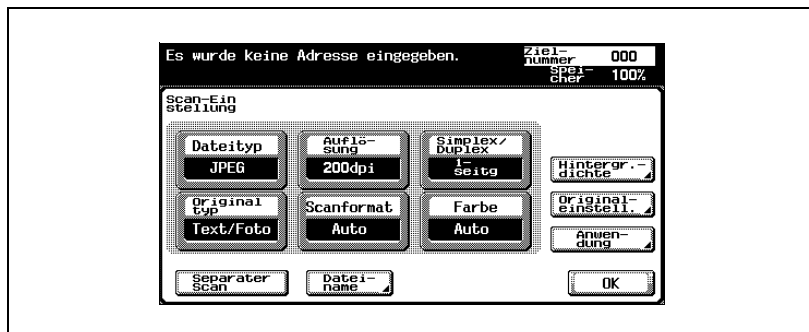 Es wurde keine Adresse eingegeben.
Ziel-
nummer 000
Spei-
cher 100%
Scan-Ein
stellung
Dateityp
JPEG
Auflö-
sung
200dpi
Simplex/
Duplex
1-
seitg
Hintergr.-
dichte
Original
typ
Text/Foto
Scanformat
Auto
Farbe
Auto
Original-
einstell.
Anwen-
dung
Separater
Scan
Datei-
name
OK